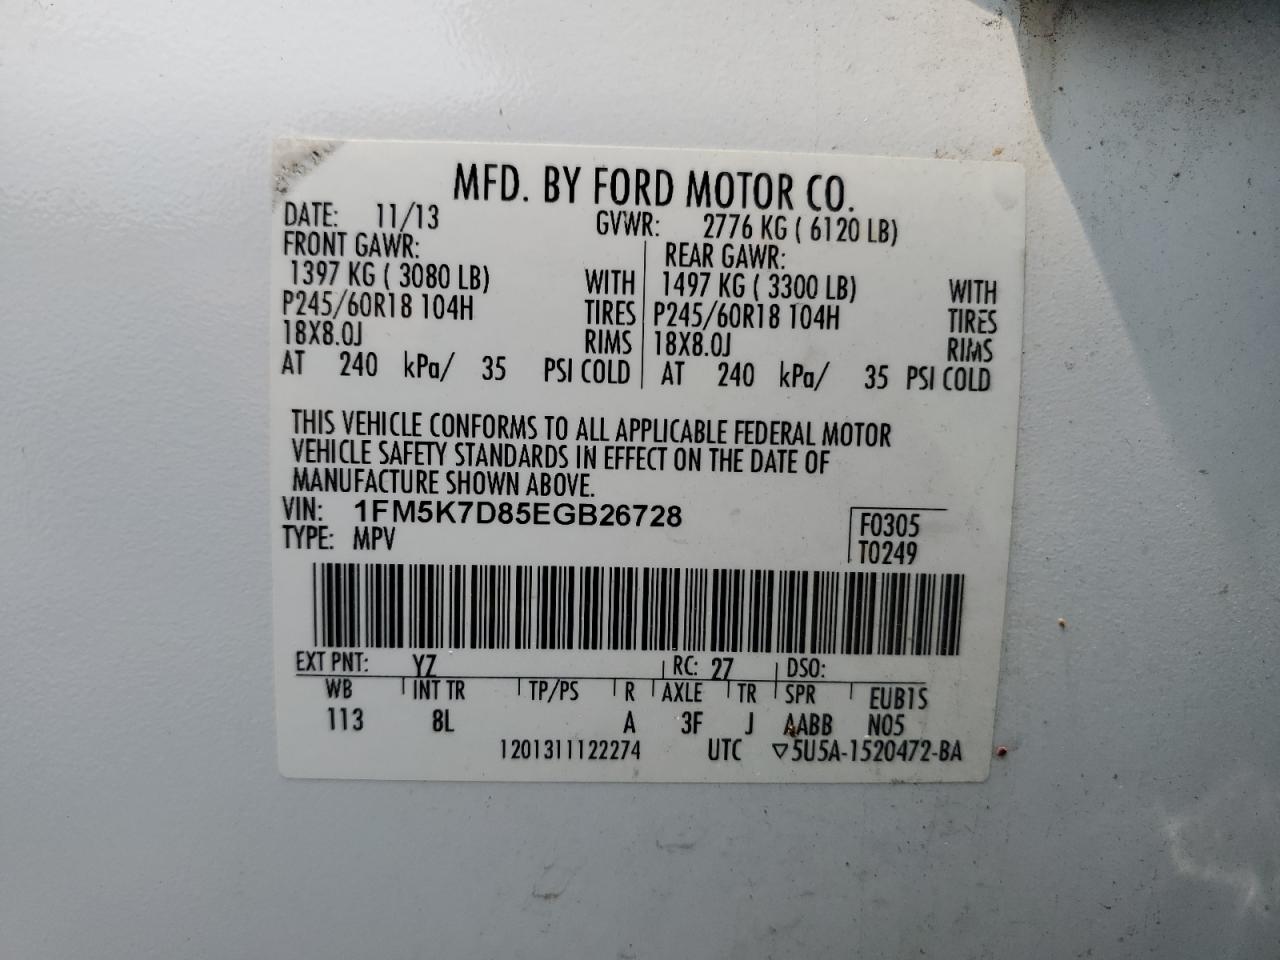 MFD. BY FORD MOTOR CO.
DATE: 11/13 GVWR: 2776 KG ( 6120 LB)
FRONT GAWR: REAR GAWR:
1397 KG ( 3080 LB) WITH 1497 KG ( 3300 LB) WITH
P245/60R18 104H TIRES P245/60R18 104H TIRES
18X8.0J RIMS 18X8.0J RIMS
AT 240 kPa/ 35 PSI COLD AT 240 kPa/ 35 PSI COLD
THIS VEHICLE CONFORMS TO ALL APPLICABLE FEDERAL MOTOR
VEHICLE SAFETY STANDARDS IN EFFECT ON THE DATE OF
MANUFACTURE SHOWN ABOVE.
VIN: 1FM5K7D85EGB26728 F0305
TYPE: MPV T0249
EXT PNT: YZ RC: 27 DSO:
WB INT TR TP/PS R AXLE TR SPR EUB1S
113 8L A 3F J AABB N05
1201311122274 UTC ▽5U5A-1520472-BA